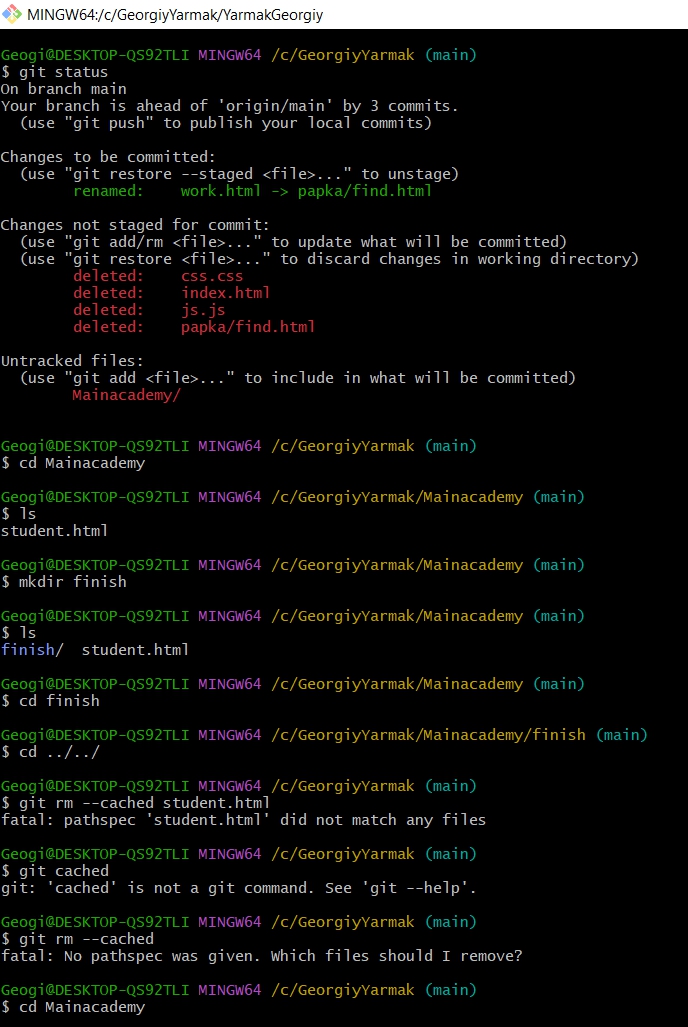 MINGW64:/c/GeorgiyYarmak/YarmakGeorgiy
Geogi@DESKTOP-QS92TLI MINGW64 /c/GeorgiyYarmak (main)
$ git status
On branch main
Your branch is ahead of 'origin/main' by 3 commits.
  (use "git push" to publish your local commits)
Changes to be committed:
  (use "git restore --staged <file>..." to unstage)
        renamed:    work.html -> papka/find.html
Changes not staged for commit:
  (use "git add/rm <file>..." to update what will be committed)
  (use "git restore <file>..." to discard changes in working directory)
        deleted:    css.css
        deleted:    index.html
        deleted:    js.js
        deleted:    papka/find.html
Untracked files:
  (use "git add <file>..." to include in what will be committed)
        Mainacademy/
Geogi@DESKTOP-QS92TLI MINGW64 /c/GeorgiyYarmak (main)
$ cd Mainacademy
Geogi@DESKTOP-QS92TLI MINGW64 /c/GeorgiyYarmak/Mainacademy (main)
$ ls
student.html
Geogi@DESKTOP-QS92TLI MINGW64 /c/GeorgiyYarmak/Mainacademy (main)
$ mkdir finish
Geogi@DESKTOP-QS92TLI MINGW64 /c/GeorgiyYarmak/Mainacademy (main)
$ ls
finish/  student.html
Geogi@DESKTOP-QS92TLI MINGW64 /c/GeorgiyYarmak/Mainacademy (main)
$ cd finish
Geogi@DESKTOP-QS92TLI MINGW64 /c/GeorgiyYarmak/Mainacademy/finish (main)
$ cd ../../
Geogi@DESKTOP-QS92TLI MINGW64 /c/GeorgiyYarmak (main)
$ git rm --cached student.html
fatal: pathspec 'student.html' did not match any files
Geogi@DESKTOP-QS92TLI MINGW64 /c/GeorgiyYarmak (main)
$ git cached
git: 'cached' is not a git command. See 'git --help'.
Geogi@DESKTOP-QS92TLI MINGW64 /c/GeorgiyYarmak (main)
$ git rm --cached
fatal: No pathspec was given. Which files should I remove?
Geogi@DESKTOP-QS92TLI MINGW64 /c/GeorgiyYarmak (main)
$ cd Mainacademy